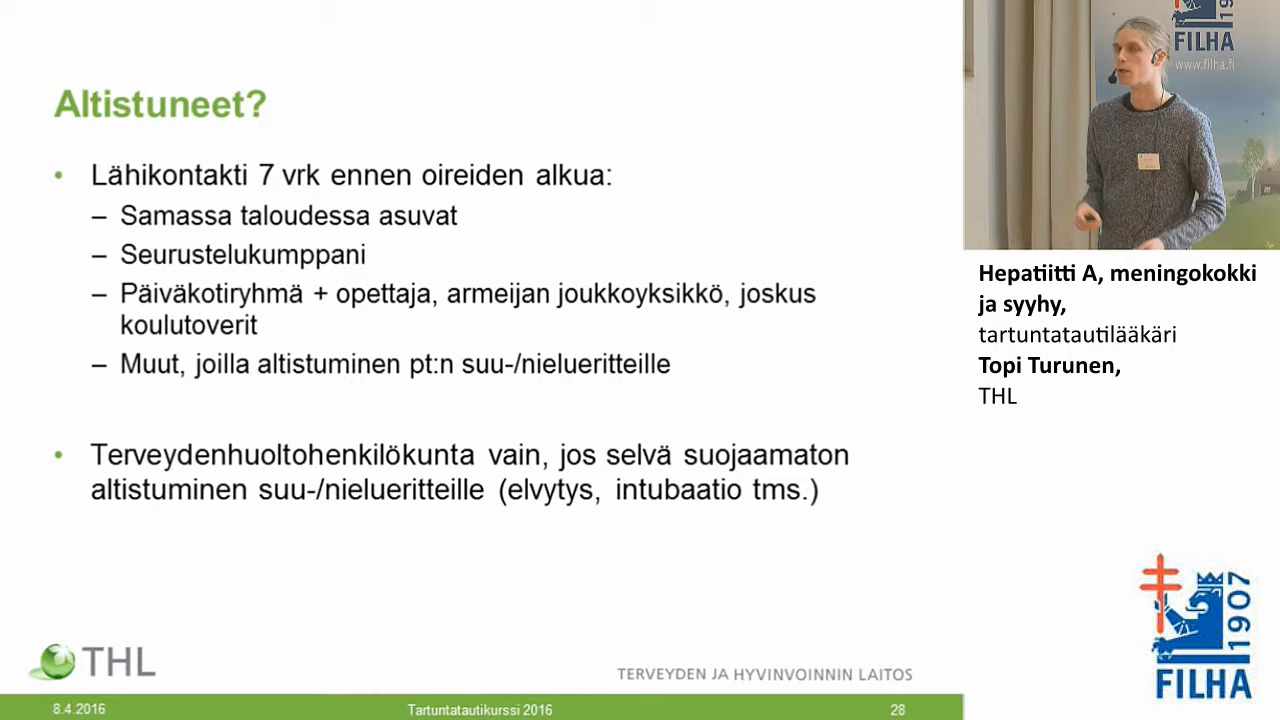 Altistuneet?
• Lähikontakti 7 vrk ennen oireiden alkua:
– Samassa taloudessa asuvat
– Seurustelukumppani
– Päiväkotiryhmä + opettaja, armeijan joukkoyksikkö, joskus
koulutoverit
– Muut, joilla altistuminen pt:n suu-/nielueritteille
• Terveydenhuoltohenkilökunta vain, jos selvä suojaamaton
altistuminen suu-/nielueritteille (elvytys, intubaatio tms.)
THL
TERVEYDEN JA HYVINVOINNIN LAITOS
8.4.2016
Tartuntatautikurssi 2016
28
FILHA
www.filha.fi
Hepatiitti A, meningokokki
ja syyhy,
tartuntatautilääkäri
Topi Turunen,
THL
1907
FILHA